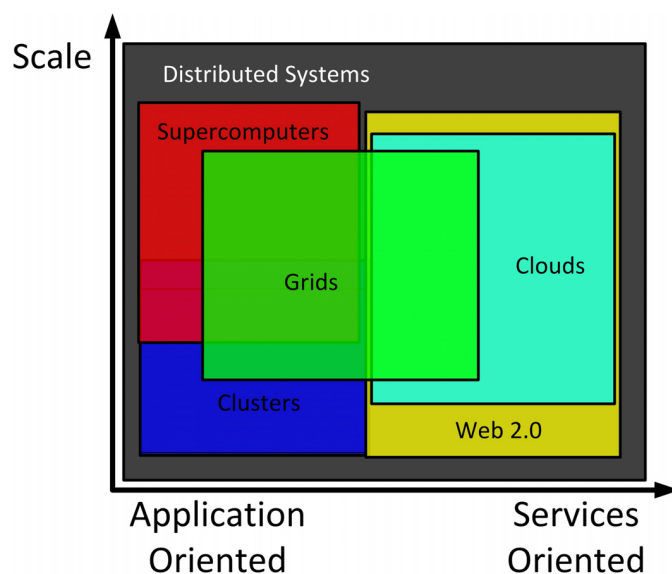 Scale
Distributed Systems
Supercomputers
Grids
Clouds
Clusters
Web 2.0
Application
Oriented
Services
Oriented